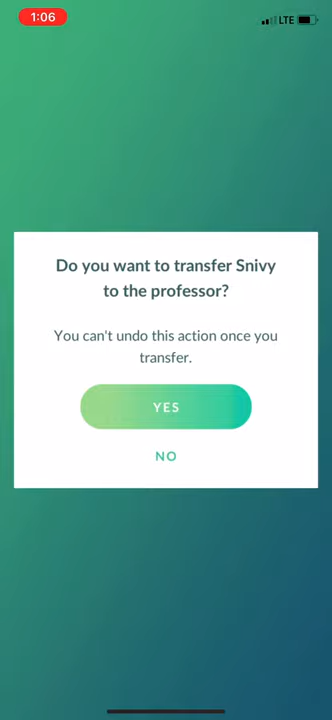 1:06
LTE
Do you want to transfer Snivy
to the professor?
You can't undo this action once you
transfer.
YES
NO